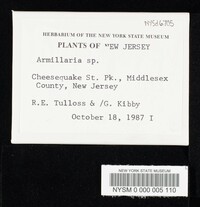 HERBARIUM OF THE NEW YORK STATE MUSEUM
PLANTS OF NEW JERSEY
Armillaria sp.
Cheesequake St. Pk., Middlesex
County, New Jersey
R.E. Tulloss & /G. Kibby
October 18, 1987 I
NEW YORK STATE MUSEUM
NYSM 0 000 005 110